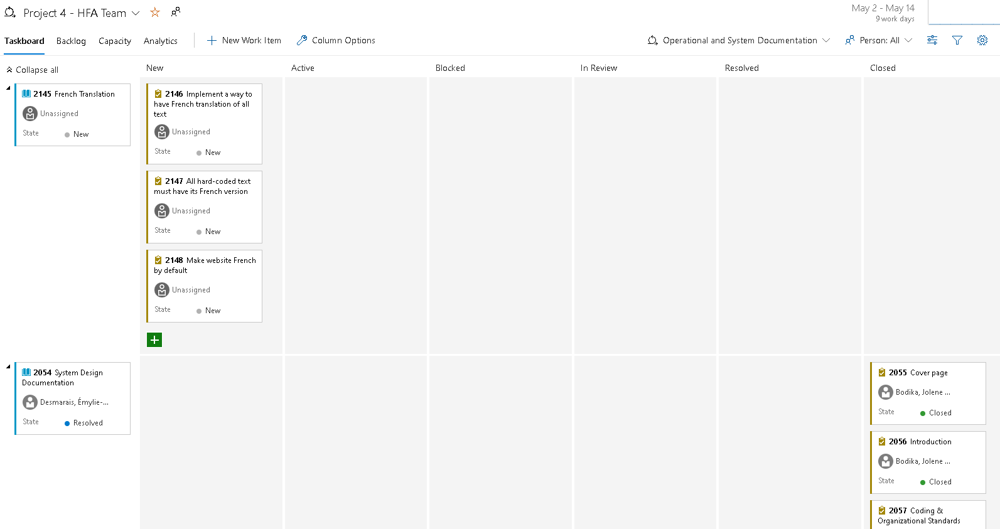 Project 4 - HFA Team
May 2 - May 14
9 work days
Taskboard Backlog Capacity Analytics New Work Item Column Options Operational and System Documentation Person: All
Collapse all New Active Blocked In Review Resolved Closed
2145 French Translation
Unassigned
State New
2146 Implement a way to
have French translation of all
text
Unassigned
State New
2147 All hard-coded text
must have its French version
Unassigned
State New
2148 Make website French
by default
Unassigned
State New
2054 System Design
Documentation
Desmarais, Émylie-...
State Resolved
2055 Cover page
Bodika, Jolene ...
State Closed
2056 Introduction
Bodika, Jolene ...
State Closed
2057 Coding &
Organizational Standards